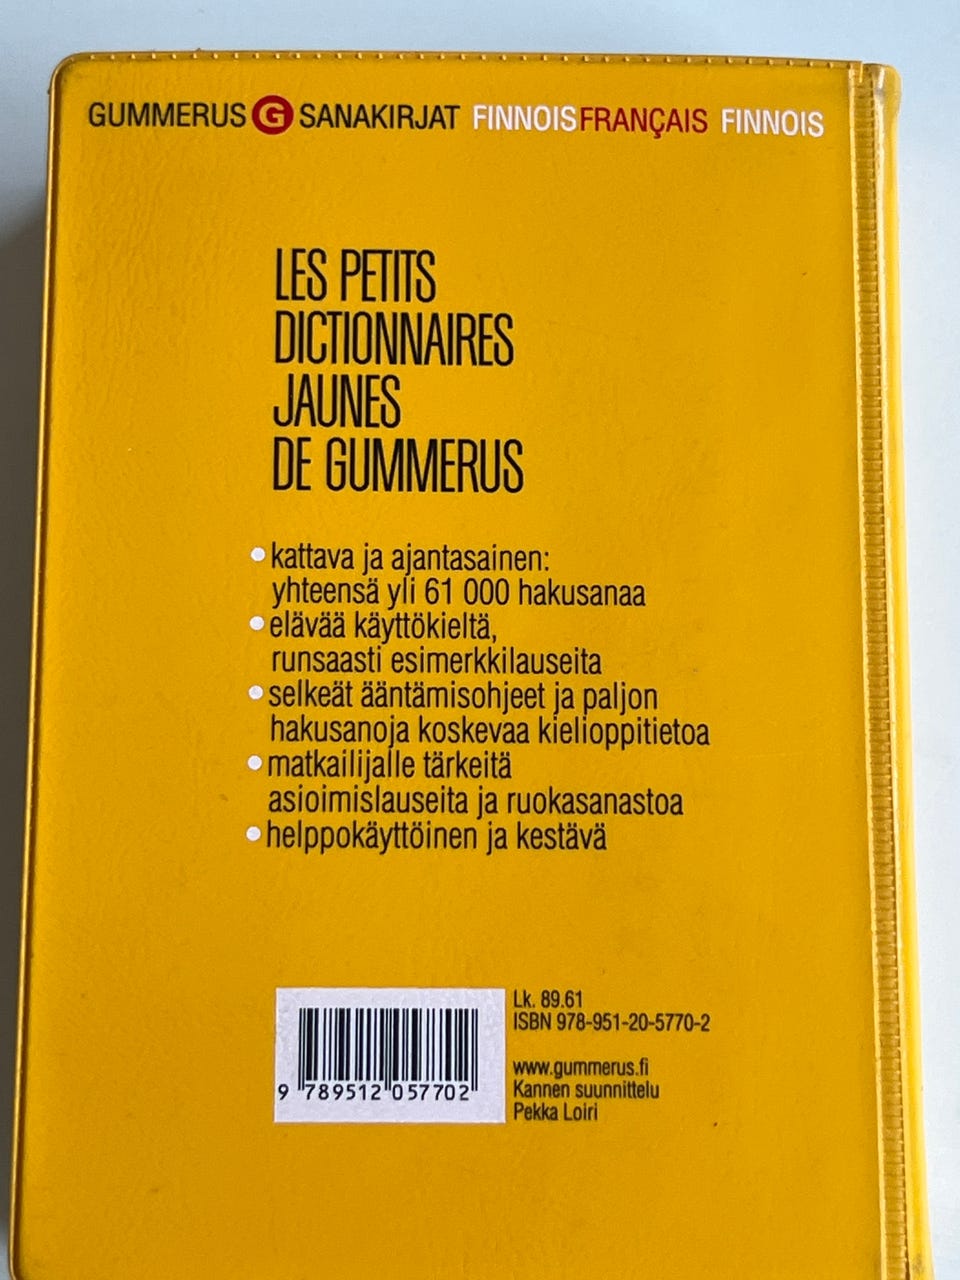 GUMMERUS G SANAKIRJAT FINNOIS FRANÇAIS FINNOIS
LES PETITS
DICTIONNAIRES
JAUNES
DE GUMMERUS
• kattava ja ajantasainen:
yhteensä yli 61 000 hakusanaa
• elävää käyttökieltä,
runsaasti esimerkkilauseita
• selkeät ääntämisohjeet ja paljon
hakusanoja koskevaa kielioppitietoa
• matkailijalle tärkeitä
asioimislauseita ja ruokasanastoa
• helppokäyttöinen ja kestävä
Lk. 89.61
ISBN 978-951-20-5770-2
www.gummerus.fi
Kannen suunnittelu
Pekka Loiri
9 789512 057702